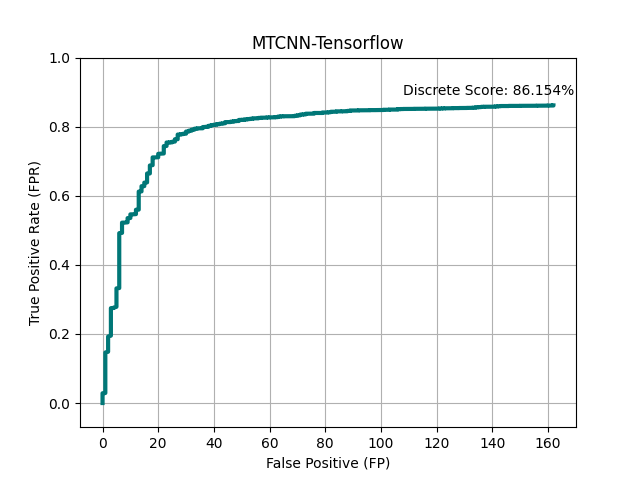 MTCNN-Tensorflow
Discrete Score: 86.154%
True Positive Rate (FPR)
1.0
0.8
0.6
0.4
0.2
0.0
0 20 40 60 80 100 120 140 160
False Positive (FP)